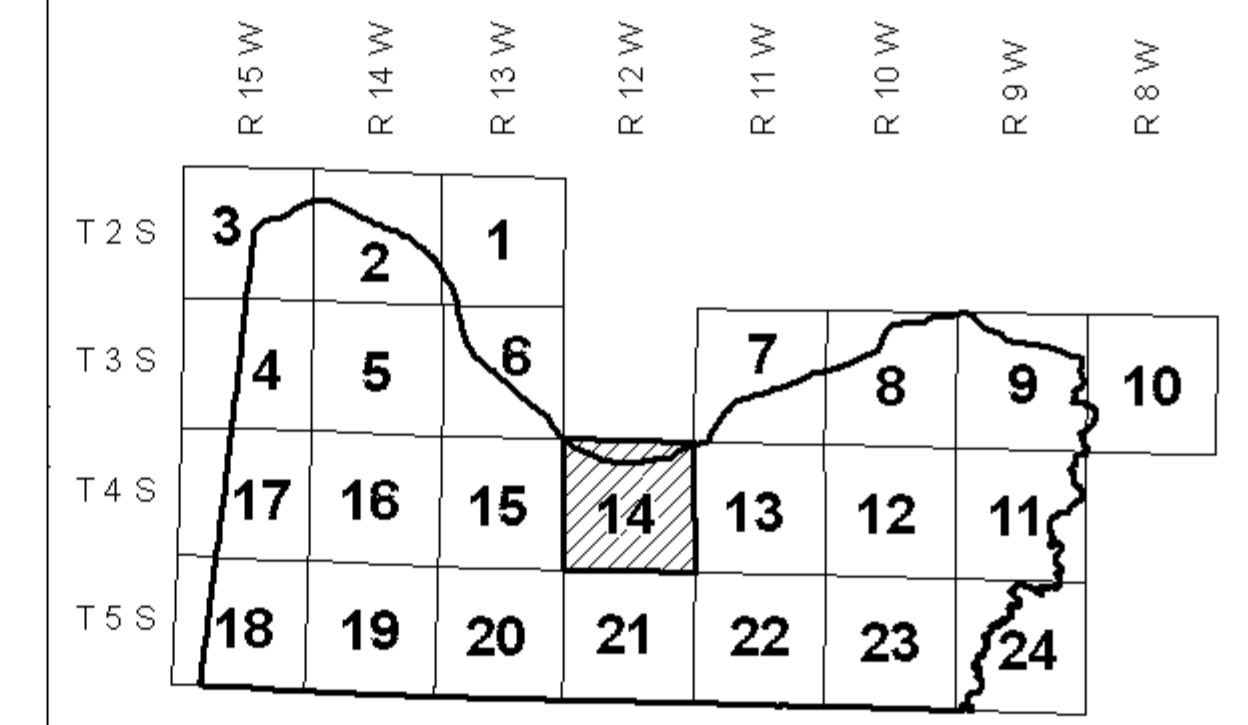 R 15 W R 14 W R 13 W R 12 W R 11 W R 10 W R 9 W R 8 W
T 2 S 3 2 1
T 3 S 4 5 6 7 8 9 10
T 4 S 17 16 15 14 13 12 11
T 5 S 18 19 20 21 22 23 24